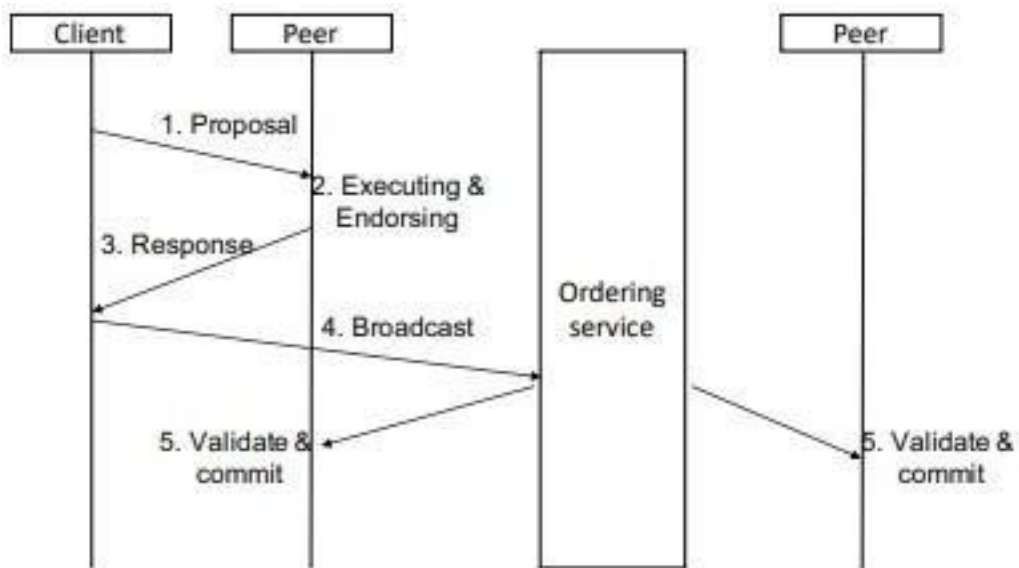 Client
Peer
Peer
1. Proposal
2. Executing &
Endorsing
3. Response
Ordering
service
4. Broadcast
5. Validate &
commit
5. Validate &
commit